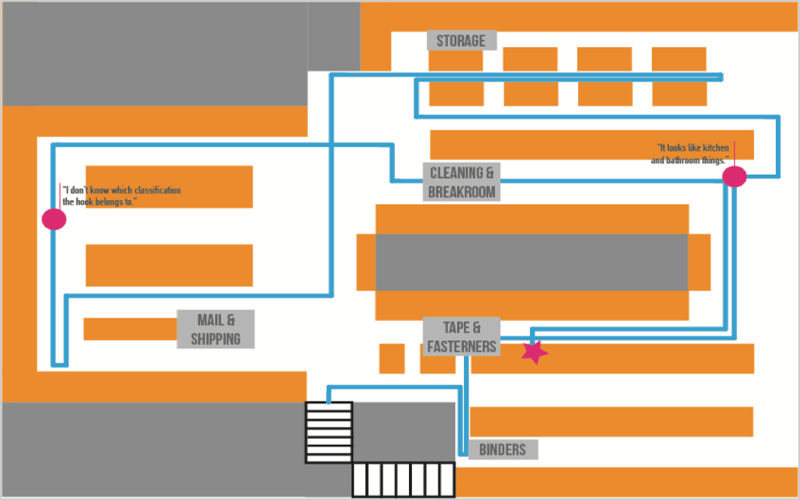 STORAGE
"It looks like kitchen
and bathroom things."
CLEANING &
BREAKROOM
"I don't know which classification
the hook belongs to."
MAIL &
SHIPPING
TAPE &
FASTERNERS
BINDERS